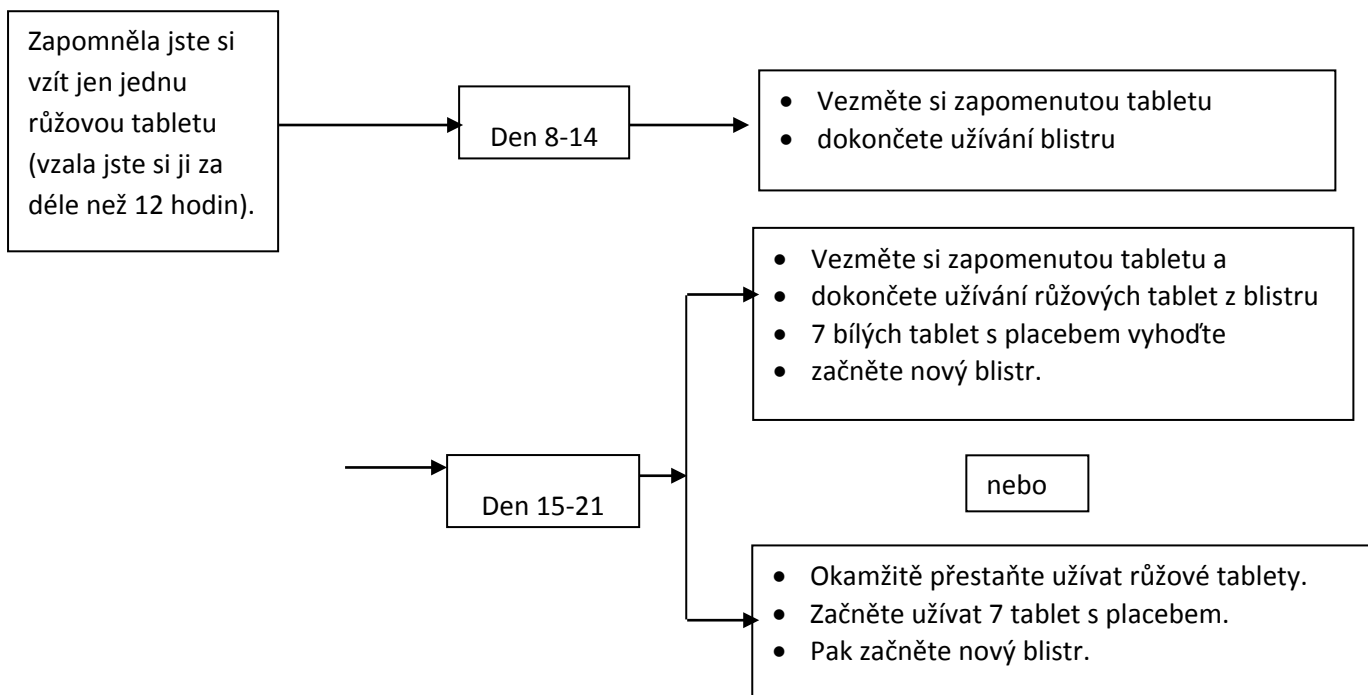 Zapomněla jste si
vzít jen jednu
růžovou tabletu
(vzala jste si ji za
déle než 12 hodin).
Den 8-14
• Vezměte si zapomenutou tabletu
• dokončete užívání blistru
• Vezměte si zapomenutou tabletu a
• dokončete užívání růžových tablet z blistru
• 7 bílých tablet s placebem vyhoďte
• začněte nový blistr.
Den 15-21
nebo
• Okamžitě přestaňte užívat růžové tablety.
• Začněte užívat 7 tablet s placebem.
• Pak začněte nový blistr.